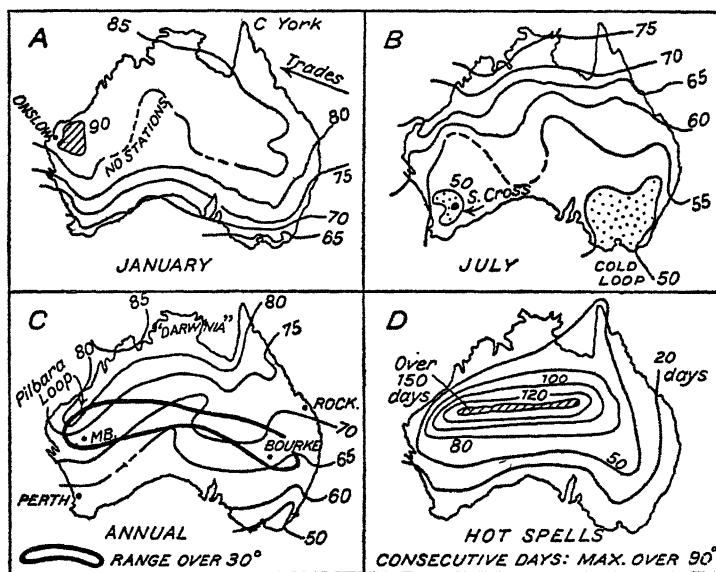 A
85
C York
Trades
ONSLOW
90
NO STATIONS
80
75
70
65
JANUARY
B
75
70
65
60
50
S. CROSS
55
JULY
COLD
LOOP
50
C
85
80
"DARWINIA"
75
80
Pilbara
Loop
ROCK.
MB.
70
BOURKE
65
PERTH
60
50
ANNUAL
RANGE OVER 30°
D
Over
150
days
100
120
20
days
80
50
HOT SPELLS
CONSECUTIVE DAYS: MAX. OVER 90°